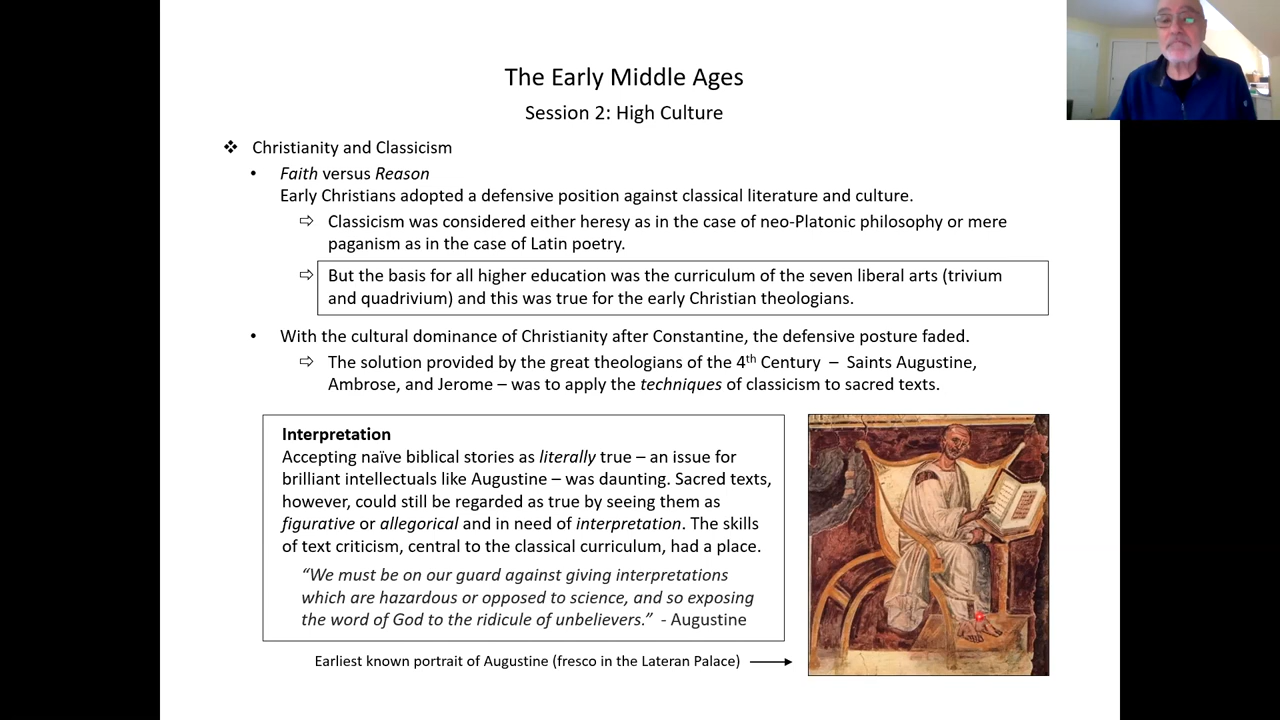 The Early Middle Ages
Session 2: High Culture
❖ Christianity and Classicism
• Faith versus Reason
Early Christians adopted a defensive position against classical literature and culture.
⇨ Classicism was considered either heresy as in the case of neo-Platonic philosophy or mere
paganism as in the case of Latin poetry.
⇨ But the basis for all higher education was the curriculum of the seven liberal arts (trivium
and quadrivium) and this was true for the early Christian theologians.
• With the cultural dominance of Christianity after Constantine, the defensive posture faded.
⇨ The solution provided by the great theologians of the 4th Century – Saints Augustine,
Ambrose, and Jerome – was to apply the techniques of classicism to sacred texts.
Interpretation
Accepting naïve biblical stories as literally true – an issue for
brilliant intellectuals like Augustine – was daunting. Sacred texts,
however, could still be regarded as true by seeing them as
figurative or allegorical and in need of interpretation. The skills
of text criticism, central to the classical curriculum, had a place.
“We must be on our guard against giving interpretations
which are hazardous or opposed to science, and so exposing
the word of God to the ridicule of unbelievers.” - Augustine
Earliest known portrait of Augustine (fresco in the Lateran Palace)